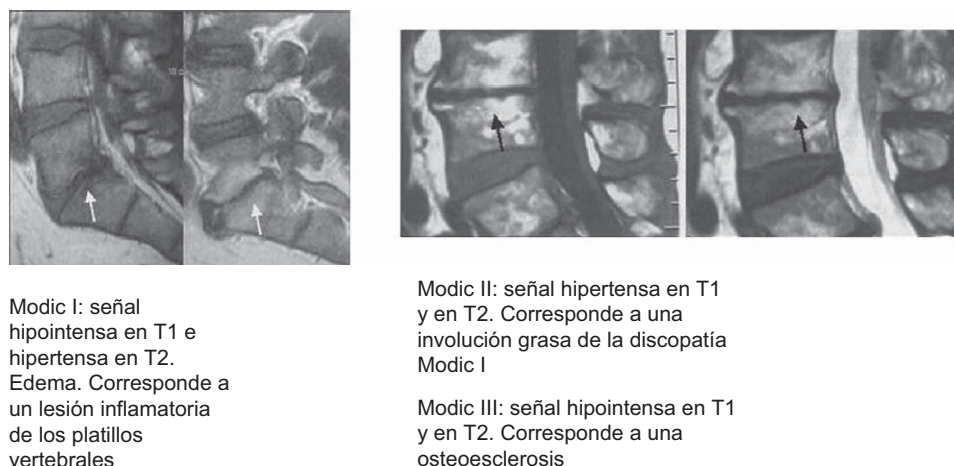 Modic I: señal
hipointensa en T1 e
hipertensa en T2.
Edema. Corresponde a
un lesión inflamatoria
de los platillos
vertebrales
Modic II: señal hipertensa en T1
y en T2. Corresponde a una
involución grasa de la discopatía
Modic I
Modic III: señal hipointensa en T1
y en T2. Corresponde a una
osteoesclerosis